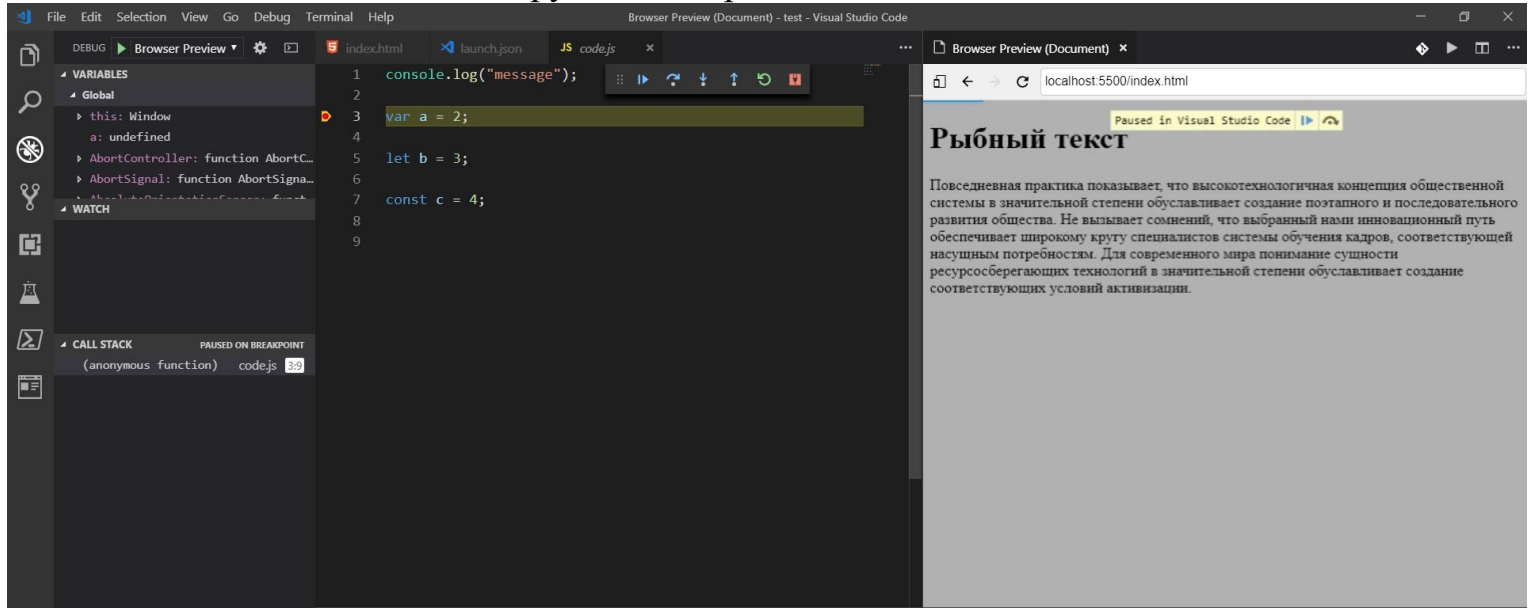 File Edit Selection View Go Debug Terminal Help
Browser Preview (Document) - test - Visual Studio Code
DEBUG Browser Preview
VARIABLES
Global
this: Window
a: undefined
AbortController: function AbortC…
AbortSignal: function AbortSigna…
WATCH
CALL STACK PAUSED ON BREAKPOINT
(anonymous function) code.js 3:9
index.html launch.json JS code.js
1 console.log("message");
2
3 var a = 2;
4
5 let b = 3;
6
7 const c = 4;
8
9
Browser Preview (Document)
localhost:5500/index.html
Paused in Visual Studio Code
Рыбный текст
Повседневная практика показывает, что высокотехнологичная концепция общественной
системы в значительной степени обуславливает создание поэтапного и последовательного
развития общества. Не вызывает сомнений, что выбранный нами инновационный путь
обеспечивает широкому кругу специалистов системы обучения кадров, соответствующей
насущным потребностям. Для современного мира понимание сущности
ресурсосберегающих технологий в значительной степени обуславливает создание
соответствующих условий активизации.